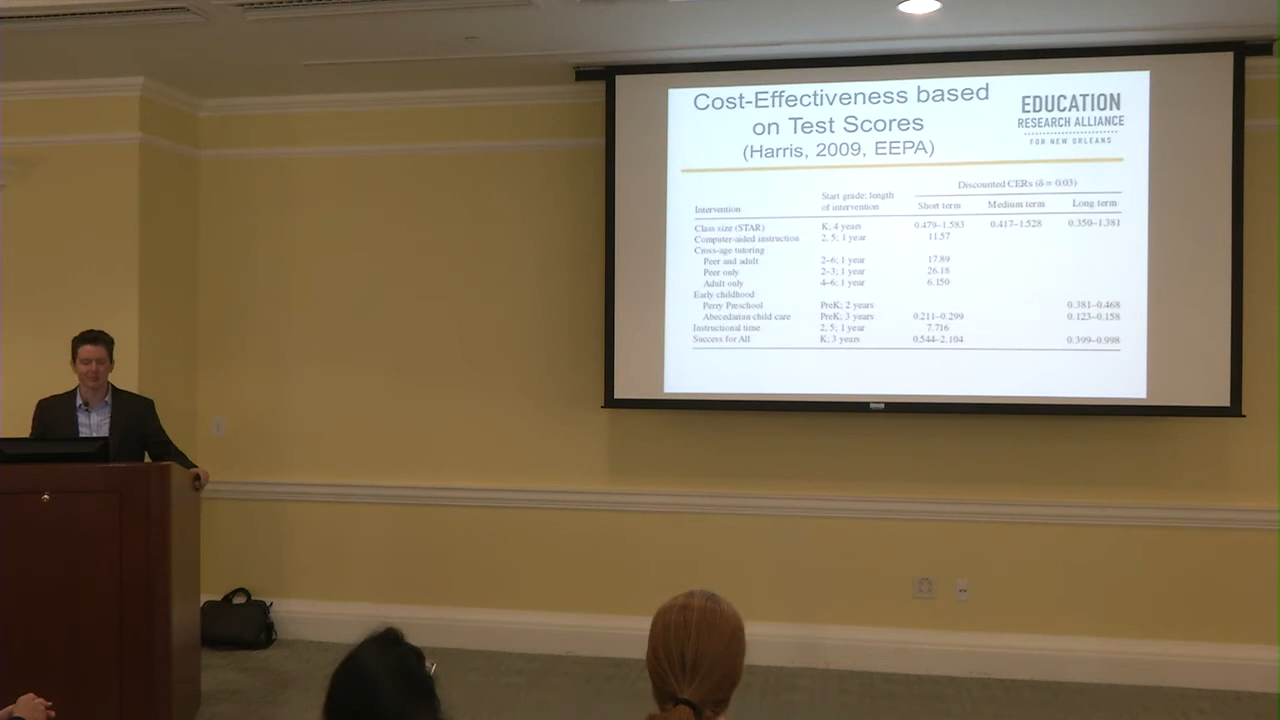 Cost-Effectiveness based
on Test Scores
(Harris, 2009, EEPA)
EDUCATION
RESEARCH ALLIANCE
FOR NEW ORLEANS
Discounted CERs (δ = 0.03)
Intervention Start grade; length of intervention Short term Medium term Long term
Class size (STAR) K, 4 years 0.479–1.583 0.417–1.528 0.350–1.381
Computer-aided instruction 2, 5; 1 year 11.57
Cross-age tutoring
Peer and adult 2–6; 1 year 17.89
Peer only 2–3; 1 year 26.18
Adult only 4–6; 1 year 6.150
Early childhood
Perry Preschool PreK; 2 years 0.381–0.468
Abecedarian child care PreK; 3 years 0.211–0.299 0.123–0.158
Instructional time 2, 5; 1 year 7.716
Success for All K; 3 years 0.544–2.104 0.399–0.998